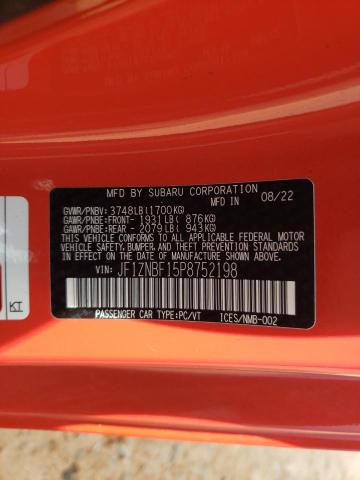 MFD BY SUBARU CORPORATION 08/22
GVWR/PNBV: 3748LB(1700KG)
GAWR/PNBE:FRONT- 1931LB( 876KG)
GAWR/PNBE:REAR - 2079LB( 943KG)
THIS VEHICLE CONFORMS TO ALL APPLICABLE FEDERAL MOTOR
VEHICLE SAFETY, BUMPER, AND THEFT PREVENTION STANDARDS
IN EFFECT ON THE DATE OF MANUFACTURE SHOWN ABOVE.
VIN: JF1ZNBF15P8752198
PASSENGER CAR TYPE:PC/VT ICES/NMB-002
KT